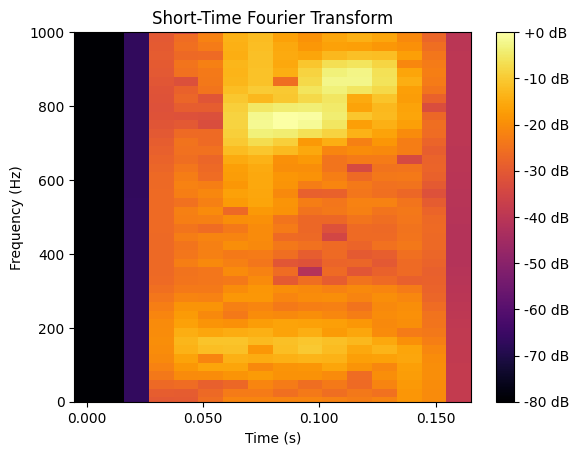 Short-Time Fourier Transform
Frequency (Hz)
1000
800
600
400
200
0
0.000
0.050
0.100
0.150
Time (s)
+0 dB
-10 dB
-20 dB
-30 dB
-40 dB
-50 dB
-60 dB
-70 dB
-80 dB